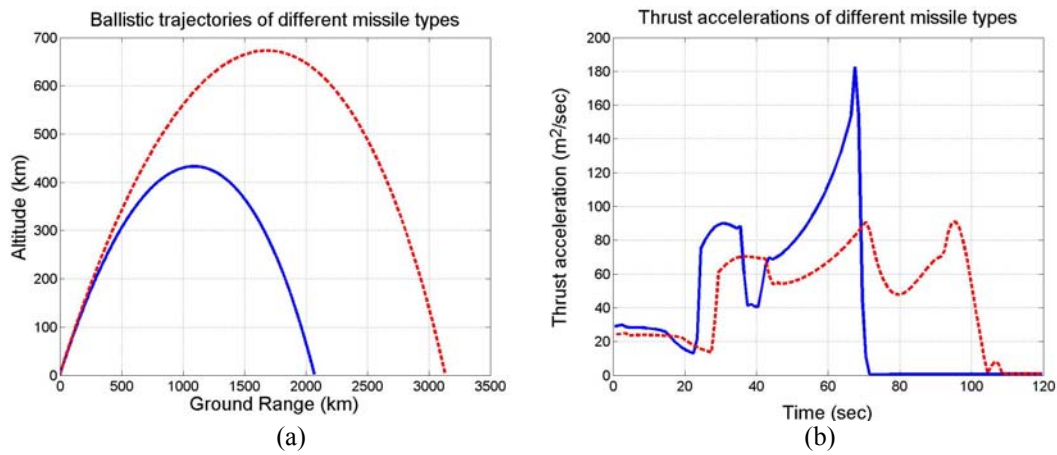 Ballistic trajectories of different missile types
700
600
500
400
300
200
100
0
Altitude (km)
0 500 1000 1500 2000 2500 3000 3500
Ground Range (km)
(a)
Thrust accelerations of different missile types
200
180
160
140
120
100
80
60
40
20
0
Thrust acceleration (m²/sec)
0 20 40 60 80 100 120
Time (sec)
(b)